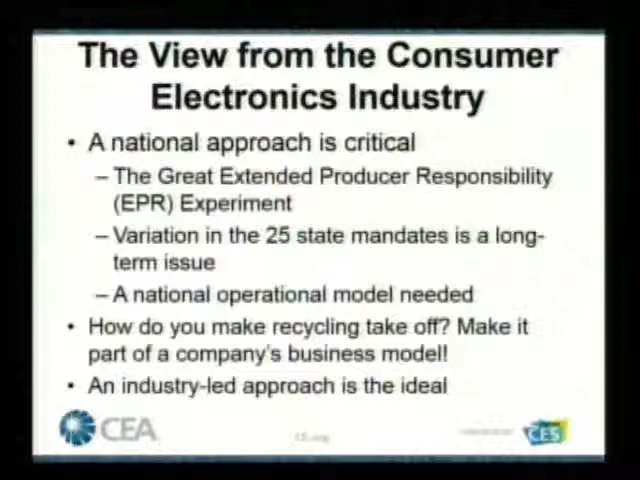 The View from the Consumer
Electronics Industry
• A national approach is critical
– The Great Extended Producer Responsibility
(EPR) Experiment
– Variation in the 25 state mandates is a long-
term issue
– A national operational model needed
• How do you make recycling take off? Make it
part of a company's business model!
• An industry-led approach is the ideal
CEA
CES